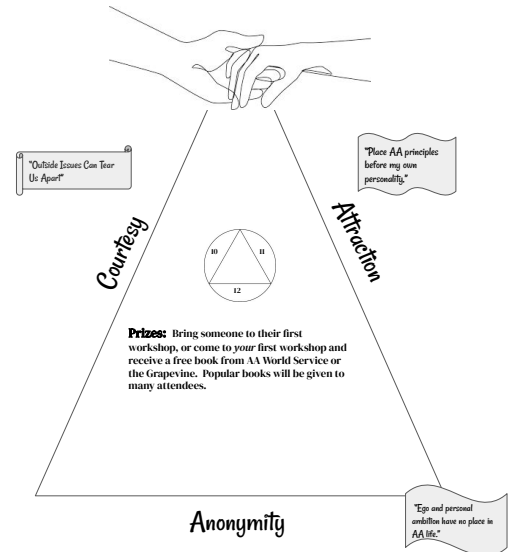 "Outside Issues Can Tear
Us Apart"
"Place AA principles
before my own
personality."
Courtesy
Attraction
10
11
12
Prizes: Bring someone to their first
workshop, or come to your first workshop and
receive a free book from AA World Service or
the Grapevine. Popular books will be given to
many attendees.
"Ego and personal
ambition have no place in
AA life."
Anonymity